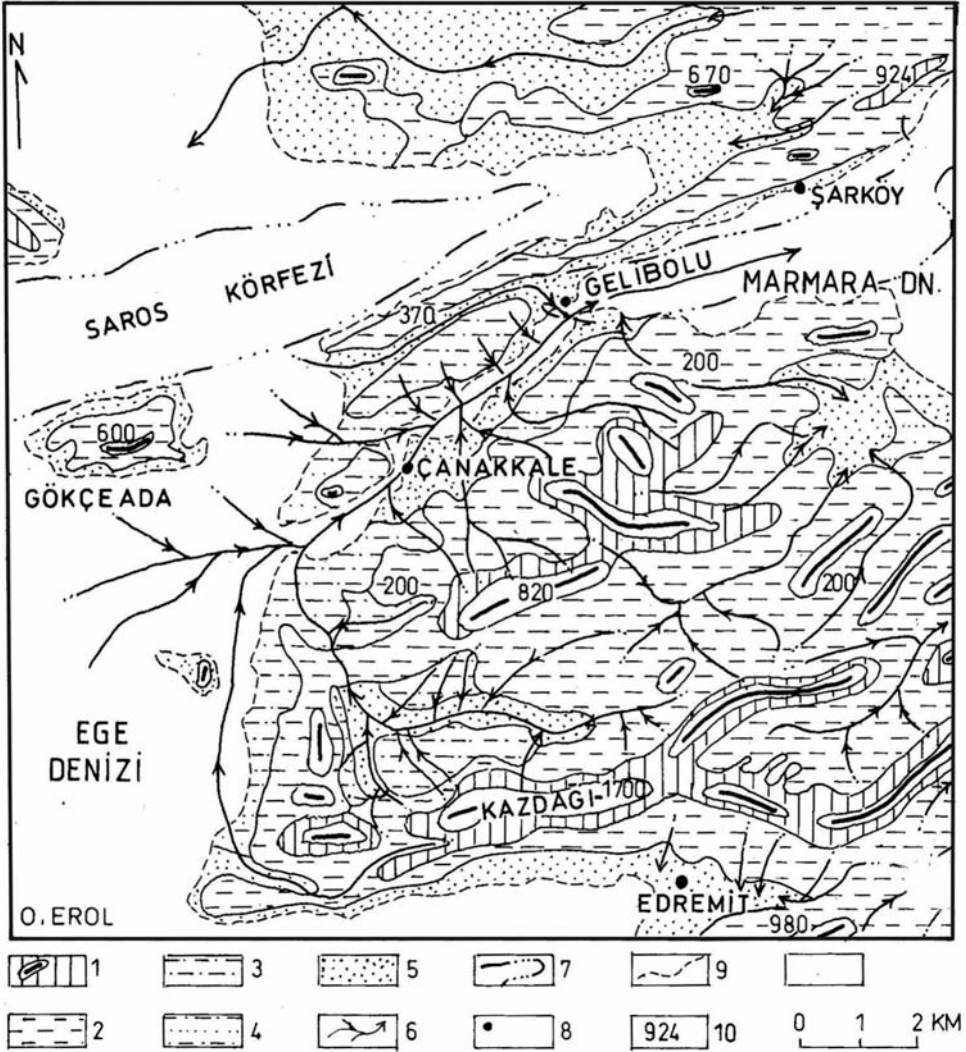 N
670
924
ŞARKÖY
SAROS KÖRFEZİ
GELİBOLU
MARMARA DN.
370
200
600
GÖKÇEADA
ÇANAKKALE
200
820
200
EGE
DENİZİ
KAZDAĞI-1700
EDREMİT
980
O. EROL
1
3
5
7
9
2
4
6
8
924 10
0 1 2 KM